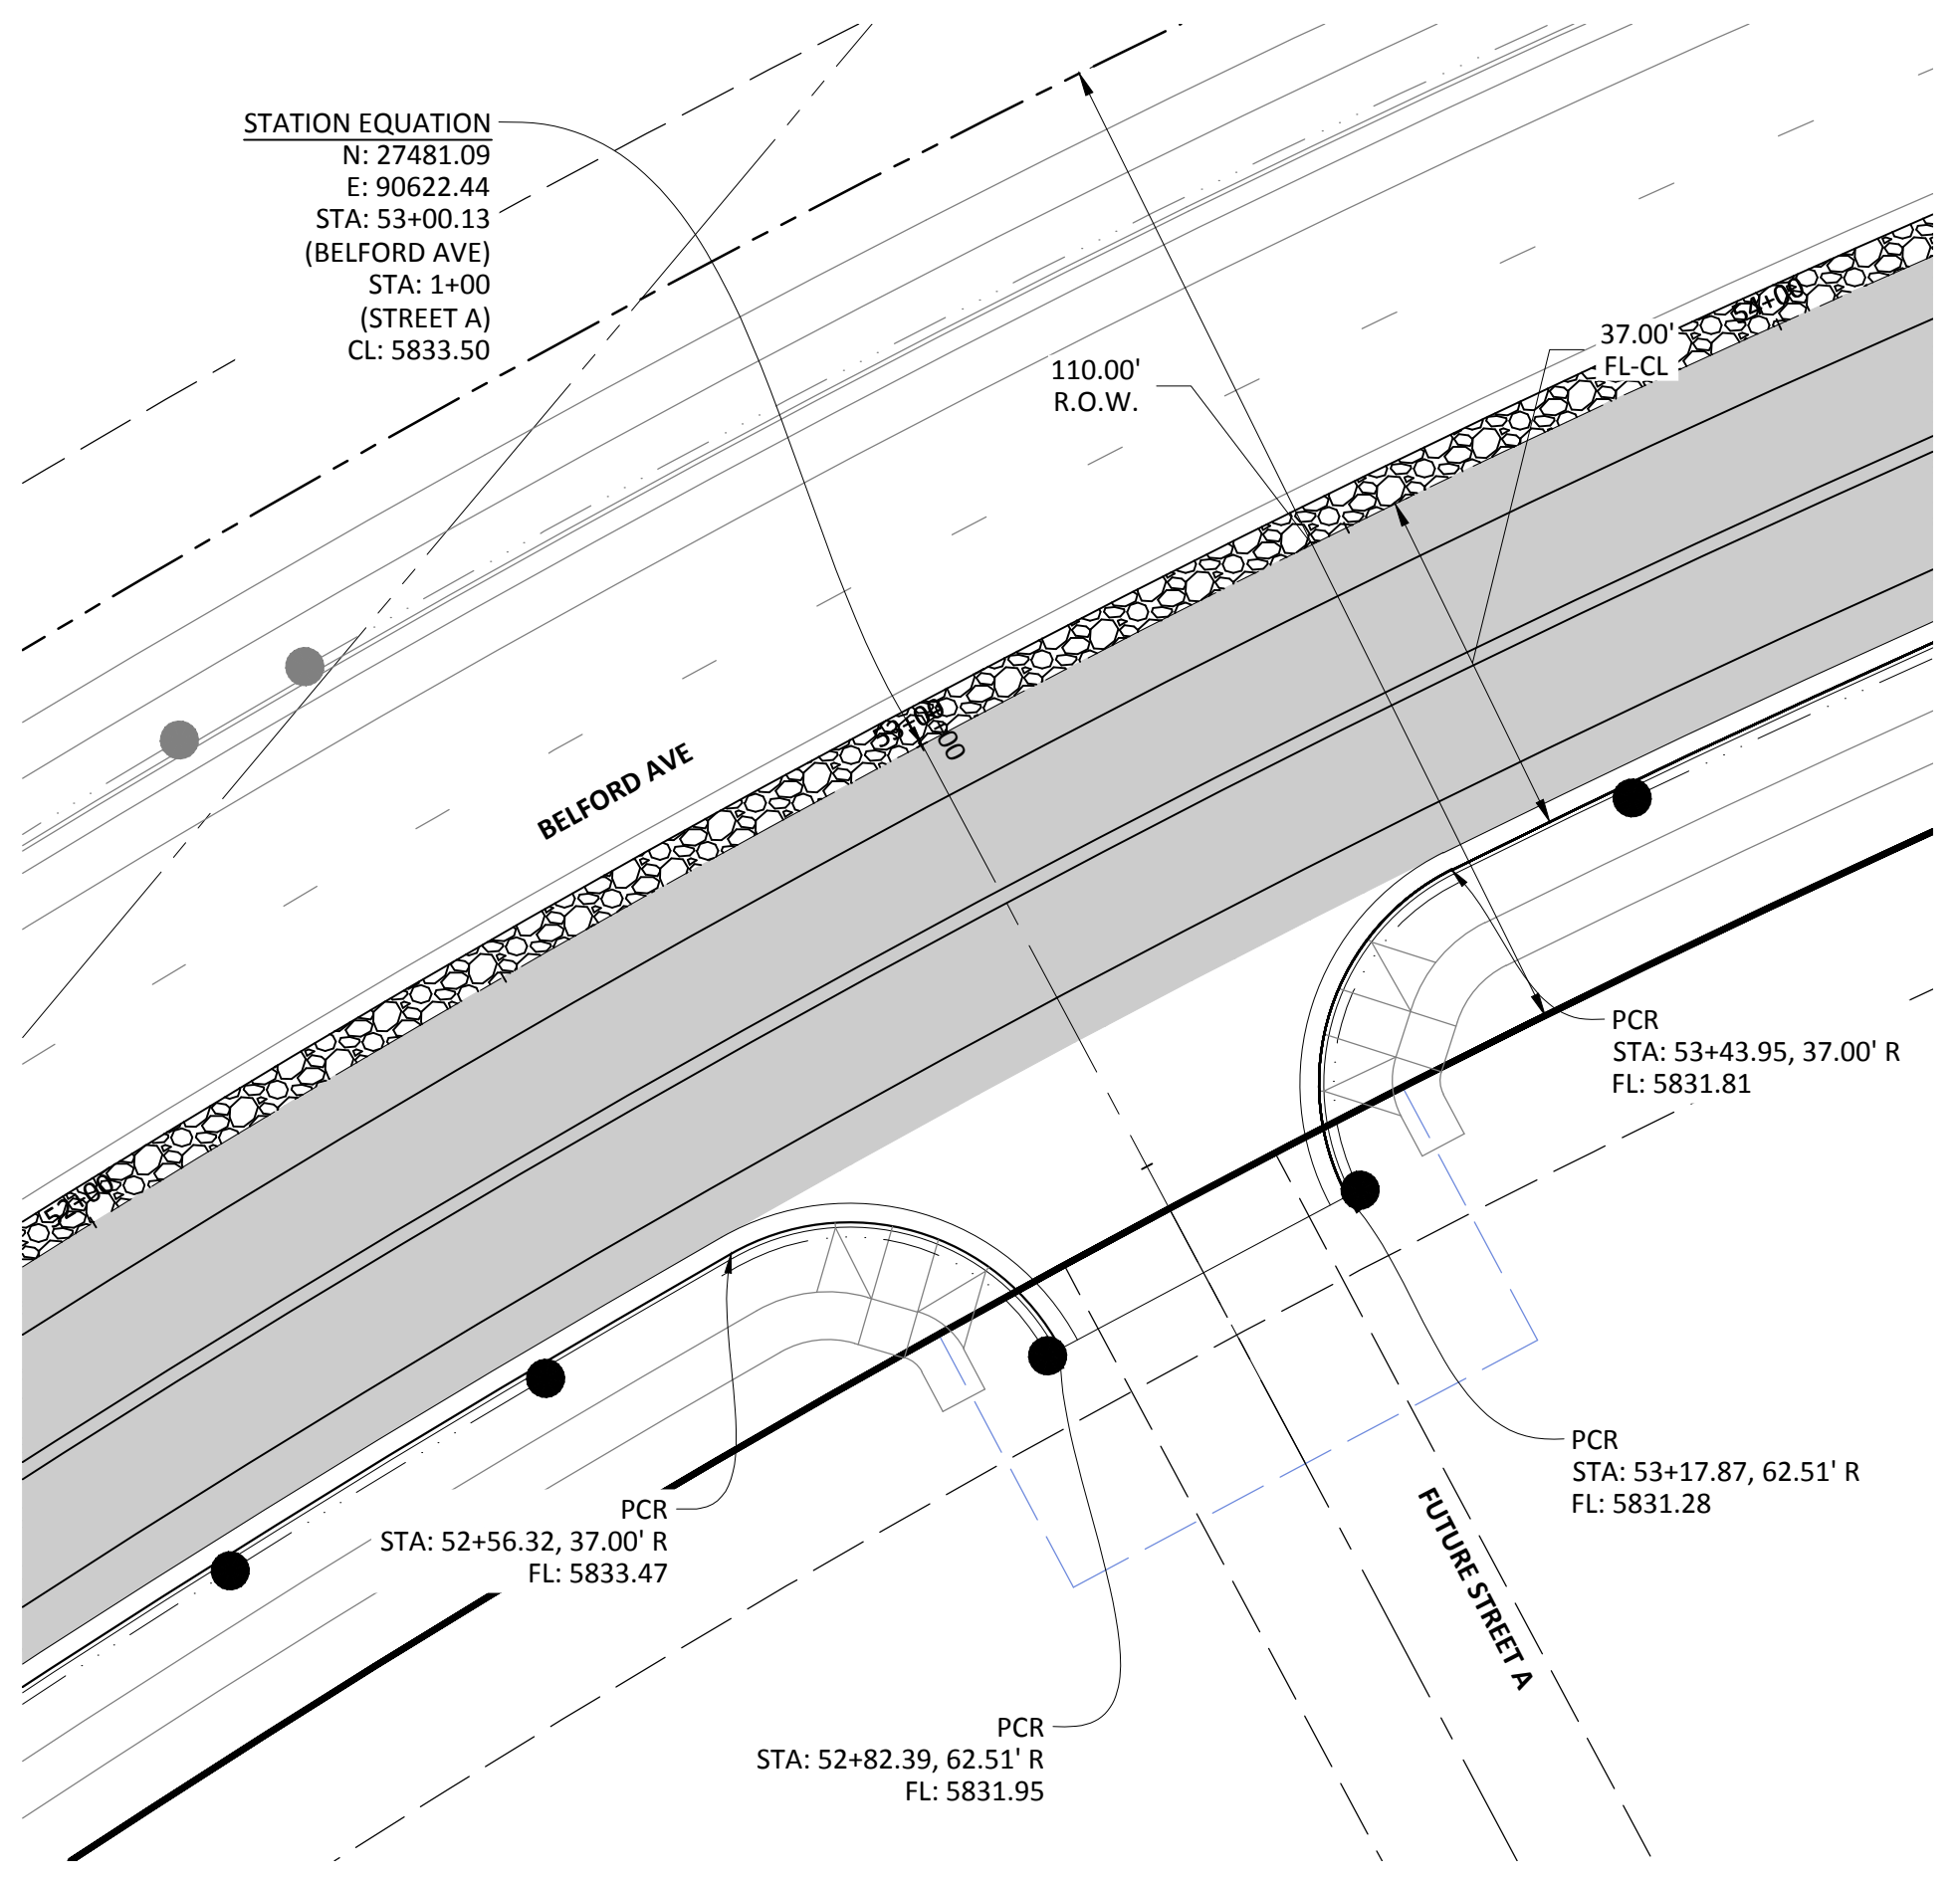 STATION EQUATION
N: 27481.09
E: 90622.44
STA: 53+00.13
(BELFORD AVE)
STA: 1+00
(STREET A)
CL: 5833.50
54+00
37.00'
FL-CL
110.00'
R.O.W.
53+00
BELFORD AVE
PCR
STA: 53+43.95, 37.00' R
FL: 5831.81
52+00
PCR
STA: 53+17.87, 62.51' R
FL: 5831.28
PCR
STA: 52+56.32, 37.00' R
FL: 5833.47
FUTURE STREET A
PCR
STA: 52+82.39, 62.51' R
FL: 5831.95